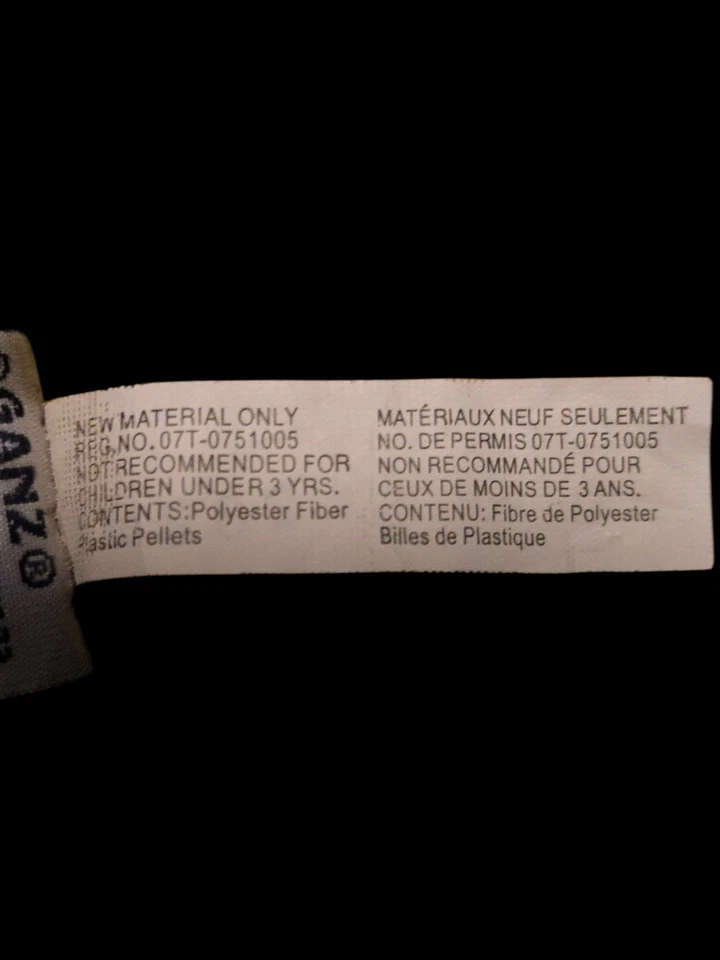 GANZ®
NEW MATERIAL ONLY
REG.NO. 07T-0751005
NOT RECOMMENDED FOR
CHILDREN UNDER 3 YRS.
CONTENTS:Polyester Fiber
Plastic Pellets
MATÉRIAUX NEUF SEULEMENT
NO. DE PERMIS 07T-0751005
NON RECOMMANDÉ POUR
CEUX DE MOINS DE 3 ANS.
CONTENU: Fibre de Polyester
Billes de Plastique